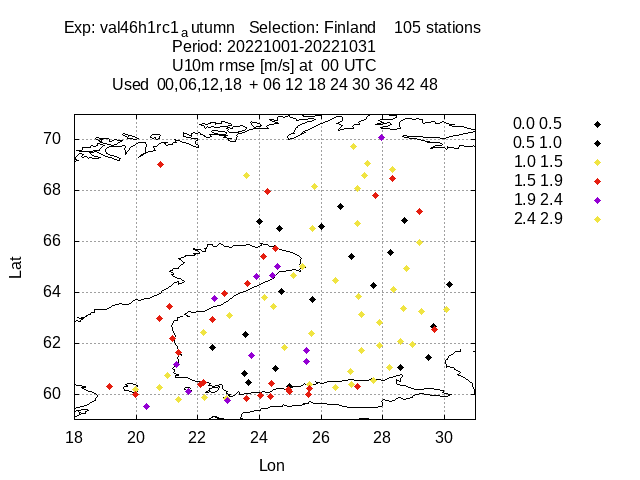 Exp: val46h1rc1a utumn Selection: Finland 105 stations
Period: 20221001-20221031
U10m rmse [m/s] at 00 UTC
Used 00,06,12,18 + 06 12 18 24 30 36 42 48
0.0 0.5
0.5 1.0
1.0 1.5
1.5 1.9
1.9 2.4
2.4 2.9
70
68
66
64
62
60
Lat
18 20 22 24 26 28 30
Lon